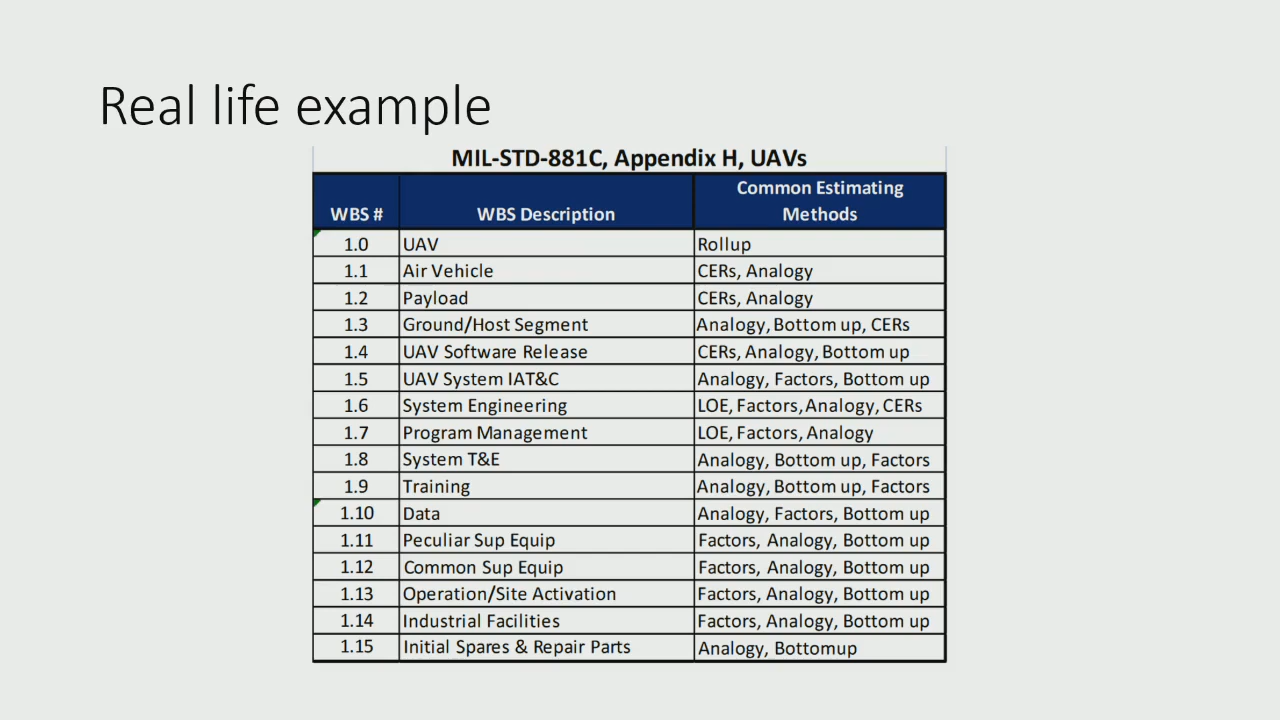 Real life example
MIL-STD-881C, Appendix H, UAVs
WBS # WBS Description Common Estimating Methods
1.0 UAV Rollup
1.1 Air Vehicle CERs, Analogy
1.2 Payload CERs, Analogy
1.3 Ground/Host Segment Analogy, Bottom up, CERs
1.4 UAV Software Release CERs, Analogy, Bottom up
1.5 UAV System IAT&C Analogy, Factors, Bottom up
1.6 System Engineering LOE, Factors, Analogy, CERs
1.7 Program Management LOE, Factors, Analogy
1.8 System T&E Analogy, Bottom up, Factors
1.9 Training Analogy, Bottom up, Factors
1.10 Data Analogy, Factors, Bottom up
1.11 Peculiar Sup Equip Factors, Analogy, Bottom up
1.12 Common Sup Equip Factors, Analogy, Bottom up
1.13 Operation/Site Activation Factors, Analogy, Bottom up
1.14 Industrial Facilities Factors, Analogy, Bottom up
1.15 Initial Spares & Repair Parts Analogy, Bottomup